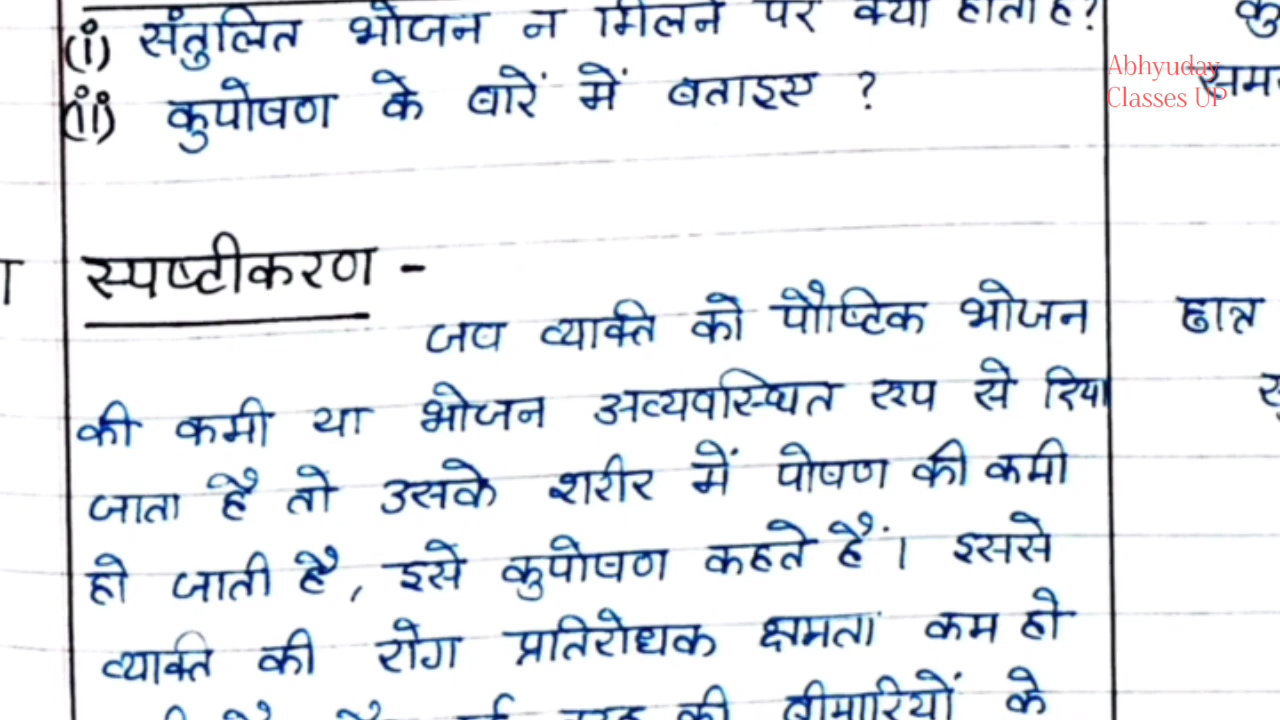 (i) संतुलित भोजन न मिलने पर क्या होता है?
(ii) कुपोषण के बारें में बताइए ?
स्पष्टीकरण -
जब व्यक्ति को पौष्टिक भोजन
की कमी या भोजन अव्यवस्थित रूप से दिया
जाता है तो उसके शरीर में पोषण की कमी
हो जाती है, इसे कुपोषण कहते हैं। इससे
व्यक्ति की रोग प्रतिरोधक क्षमता कम हो
की बीमारियों के
छात्र
Abhyuday
Classes UP